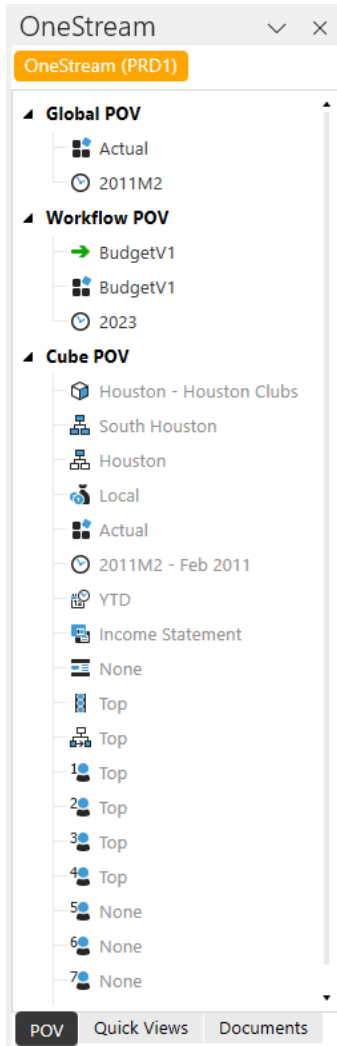 OneStream
OneStream (PRD1)
Global POV
Actual
2011M2
Workflow POV
BudgetV1
BudgetV1
2023
Cube POV
Houston - Houston Clubs
South Houston
Houston
Local
Actual
2011M2 - Feb 2011
YTD
Income Statement
None
Top
Top
1 Top
2 Top
3 Top
4 Top
5 None
6 None
7 None
POV Quick Views Documents